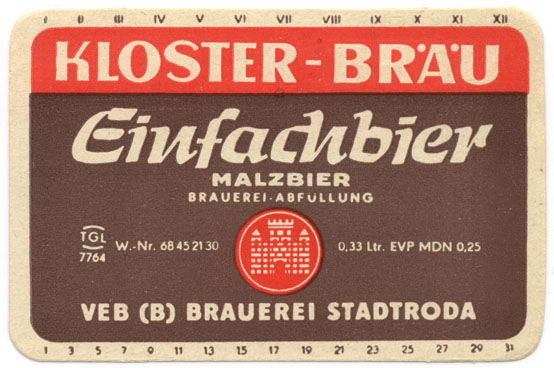 I II III IV V VI VII VIII IX X XI XII
KLOSTER-BRÄU
Einfachbier
MALZBIER
BRAUEREI-ABFÜLLUNG
TGL
7764
W.-Nr. 68 45 21 30
0,33 Ltr. EVP MDN 0,25
VEB (B) BRAUEREI STADTRODA
1 3 5 7 9 11 13 15 17 19 21 23 25 27 29 31